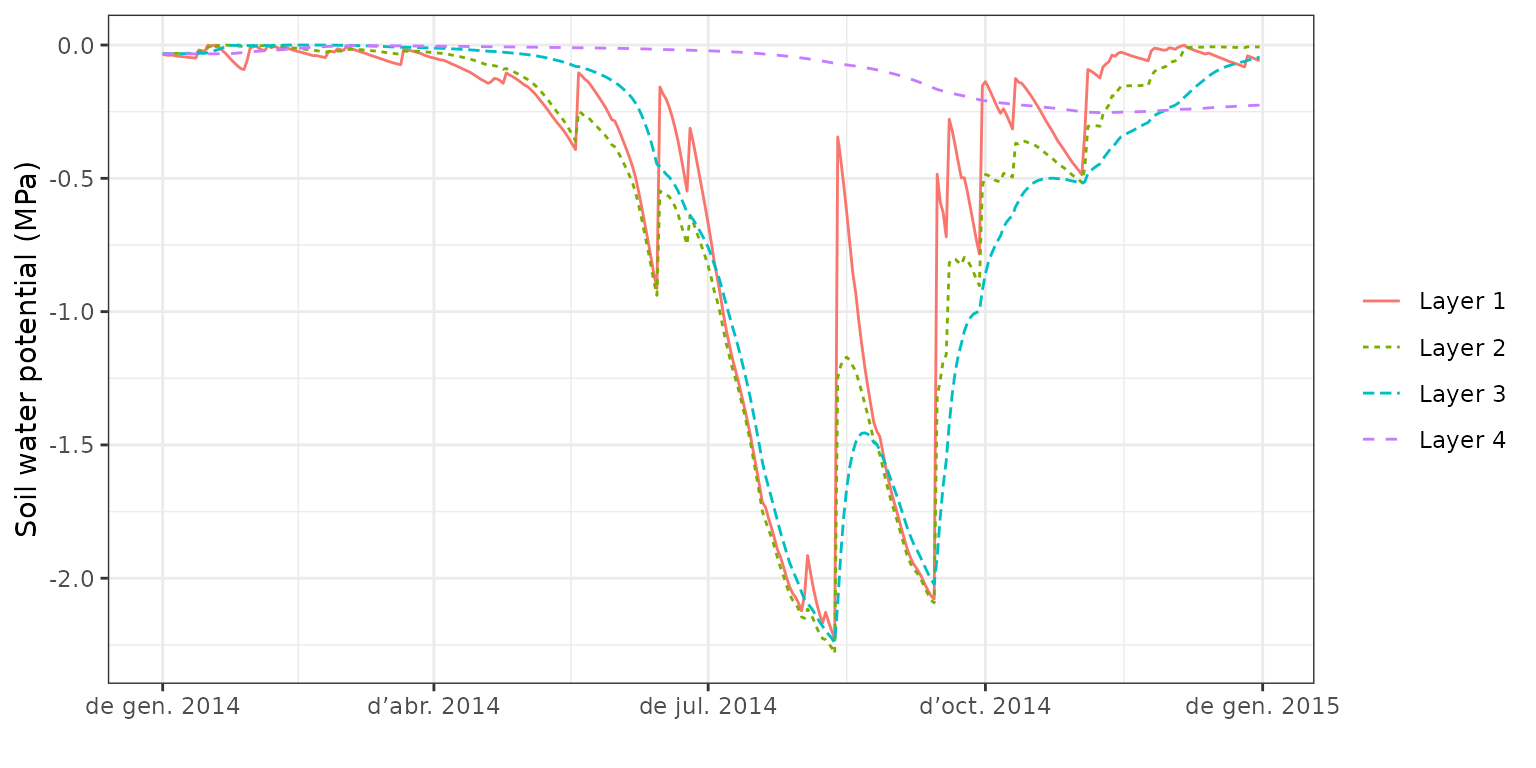 Soil water potential (MPa)
0.0
-0.5
-1.0
-1.5
-2.0
de gen. 2014
d’abr. 2014
de jul. 2014
d’oct. 2014
de gen. 2015
Layer 1
Layer 2
Layer 3
Layer 4